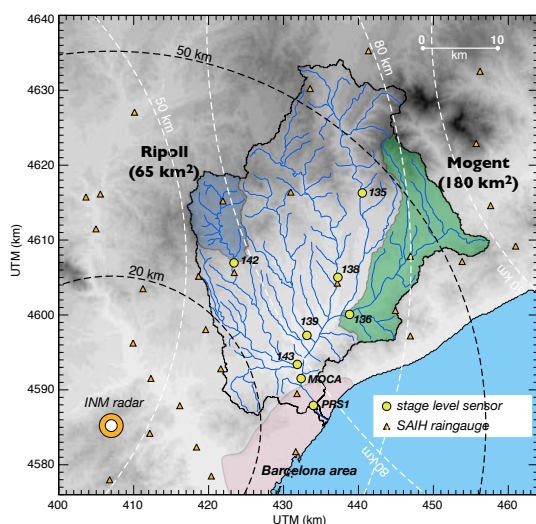 4640
4630
4620
4610
4600
4590
4580
UTM (km)
400
410
420
430
440
450
460
UTM (km)
0
10
km
50 km
80 km
50 km
Ripoll
(65 km²)
Mogent
(180 km²)
135
142
138
20 km
136
139
143
MOCA
PRS1
INM radar
stage level sensor
SAIH raingauge
80 km
Barcelona area